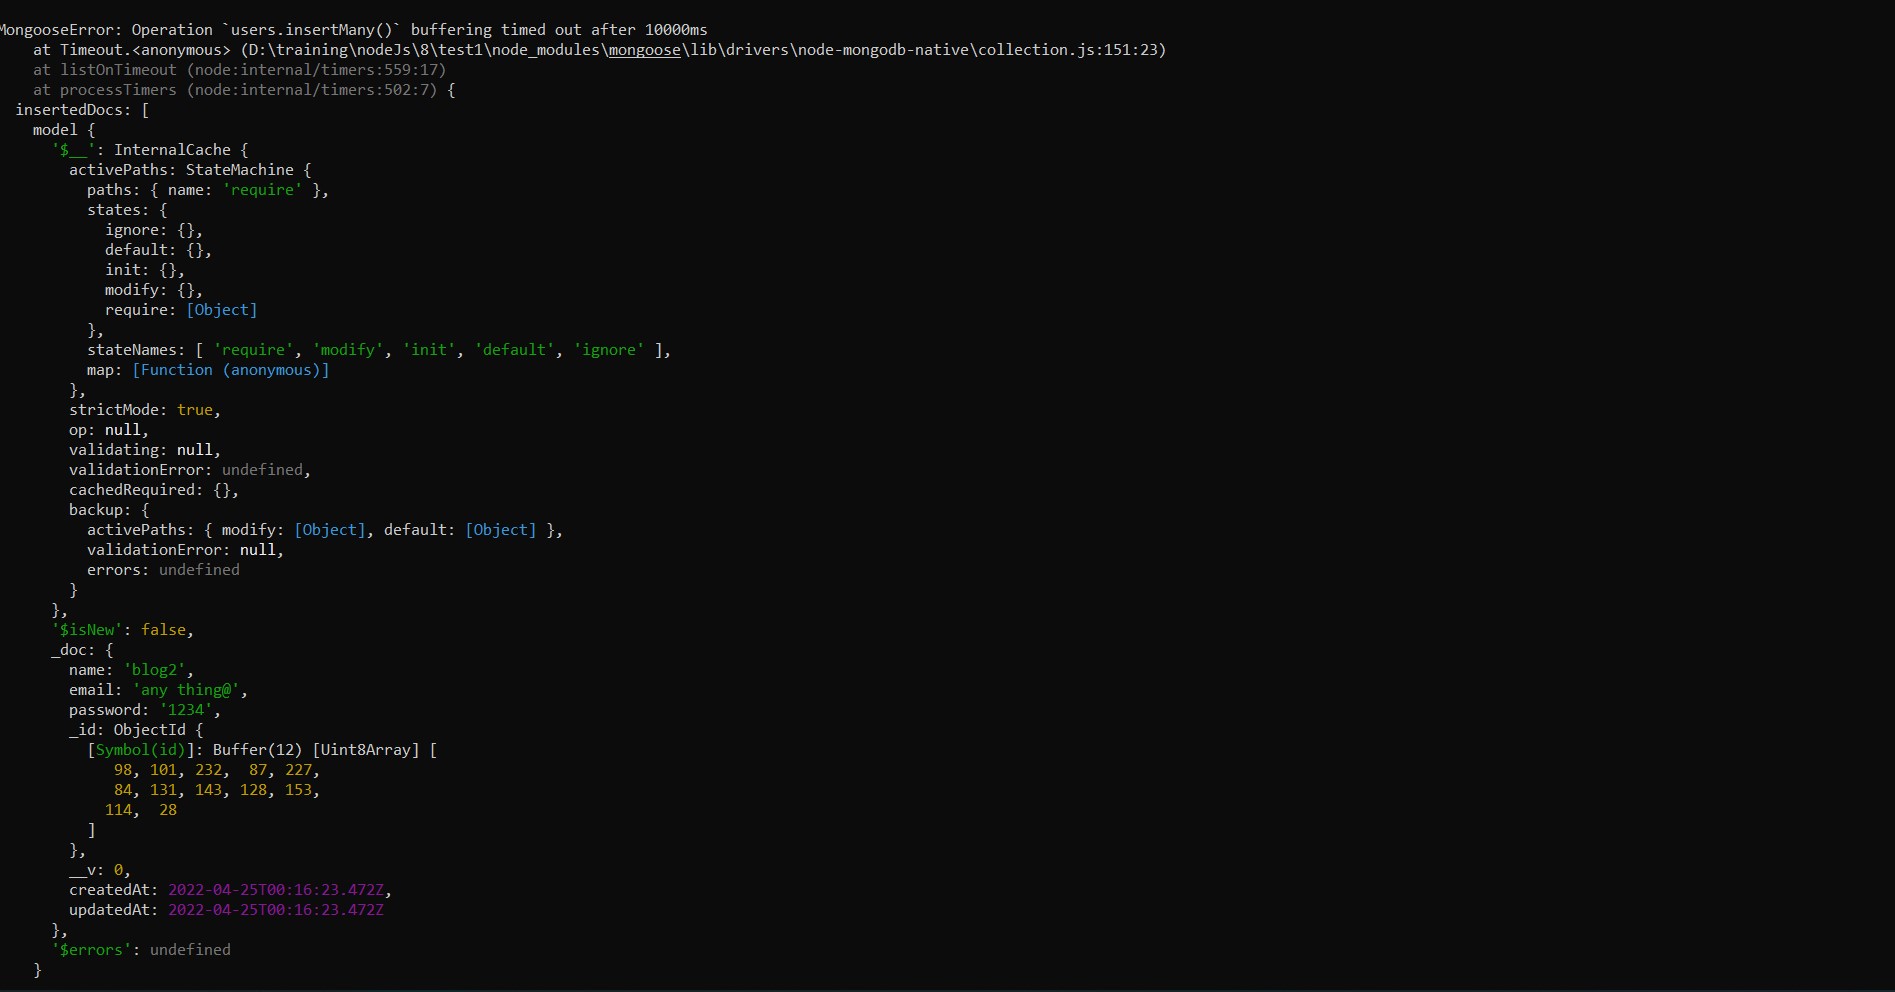 MongooseError: Operation `users.insertMany()` buffering timed out after 10000ms
    at Timeout.<anonymous> (D:\training\nodeJs\8\test1\node_modules\mongoose\lib\drivers\node-mongodb-native\collection.js:151:23)
    at listOnTimeout (node:internal/timers:559:17)
    at processTimers (node:internal/timers:502:7) {
  insertedDocs: [
    model {
      '$__': InternalCache {
        activePaths: StateMachine {
          paths: { name: 'require' },
          states: {
            ignore: {},
            default: {},
            init: {},
            modify: {},
            require: [Object]
          },
          stateNames: [ 'require', 'modify', 'init', 'default', 'ignore' ],
          map: [Function (anonymous)]
        },
        strictMode: true,
        op: null,
        validating: null,
        validationError: undefined,
        cachedRequired: {},
        backup: {
          activePaths: { modify: [Object], default: [Object] },
          validationError: null,
          errors: undefined
        }
      },
      '$isNew': false,
      _doc: {
        name: 'blog2',
        email: 'any thing@',
        password: '1234',
        _id: ObjectId {
          [Symbol(id)]: Buffer(12) [Uint8Array] [
             98, 101, 232,  87, 227,
             84, 131, 143, 128, 153,
            114,  28
          ]
        },
        __v: 0,
        createdAt: 2022-04-25T00:16:23.472Z,
        updatedAt: 2022-04-25T00:16:23.472Z
      },
      '$errors': undefined
    }